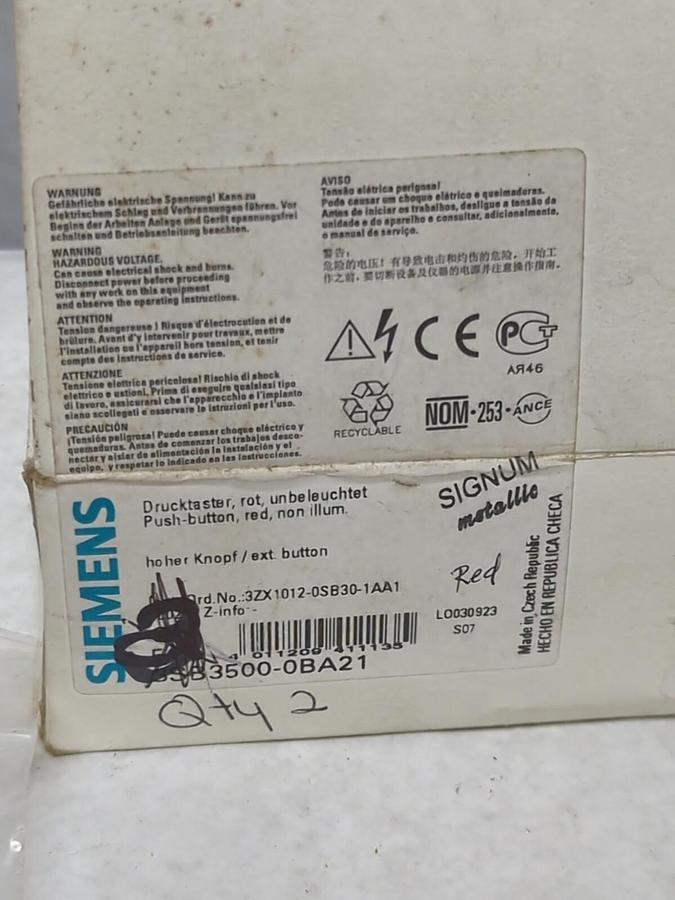 WARNUNG
Gefährliche elektrische Spannung! Kann zu
elektrischem Schlag und Verbrennungen führen. Vor
Beginn der Arbeiten Anlage und Gerät spannungsfrei
schalten und Betriebsanleitung beachten.
WARNING
HAZARDOUS VOLTAGE.
Can cause electrical shock and burns.
Disconnect power before proceeding
with any work on this equipment
and observe the operating instructions.
ATTENTION
Tension dangereuse ! Risque d'électrocution et de
brûlure. Avant d'y intervenir pour travaux, mettre
l'installation ou l'appareil hors tension, et tenir
compte des instructions de service.
ATTENZIONE
Tensione elettrica pericolosa! Rischio di shock
elettrico e ustioni. Prima di eseguire qualsiasi tipo
di lavoro, assicurarsi che l'apparecchio e l'impianto
siano scollegati e osservare le istruzioni per l'uso.
PRECAUCIÓN
¡Tensión peligrosa! Puede causar choque eléctrico y
quemaduras. Antes de comenzar los trabajos desco-
nectar y aislar de alimentación la instalación y el
equipo, y respetar lo indicado en las instrucciones.
AVISO
Tensão elétrica perigosa!
Pode causar um choque elétrico e queimaduras.
Antes de iniciar os trabalhos, desligue a tensão da
unidade e do aparelho e consultar, adicionalmente,
o manual de serviço.
警告:
危险的电压! 有导致电击和灼伤的危险, 开始工
作之前, 要切断设备及仪器的电源并注意操作指南.
CE PCT
АЯ46
RECYCLABLE
NOM-253-ANCE
SIEMENS
Drucktaster, rot, unbeleuchtet
Push-button, red, non illum.
hoher Knopf / ext. button
Ord.No.:3ZX1012-0SB30-1AA1
Z-info:-
4 011209 411135
3SB3500-0BA21
SIGNUM
metallic
Red
LO030923
S07
Made in Czech Republic
HECHO EN REPUBLICA CHECA
Qty 2